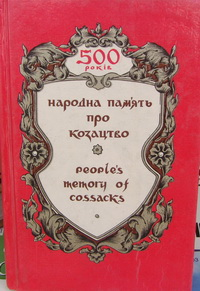 500
років
народна пам'ять
про
козацтво
people's
memory of
cossacks